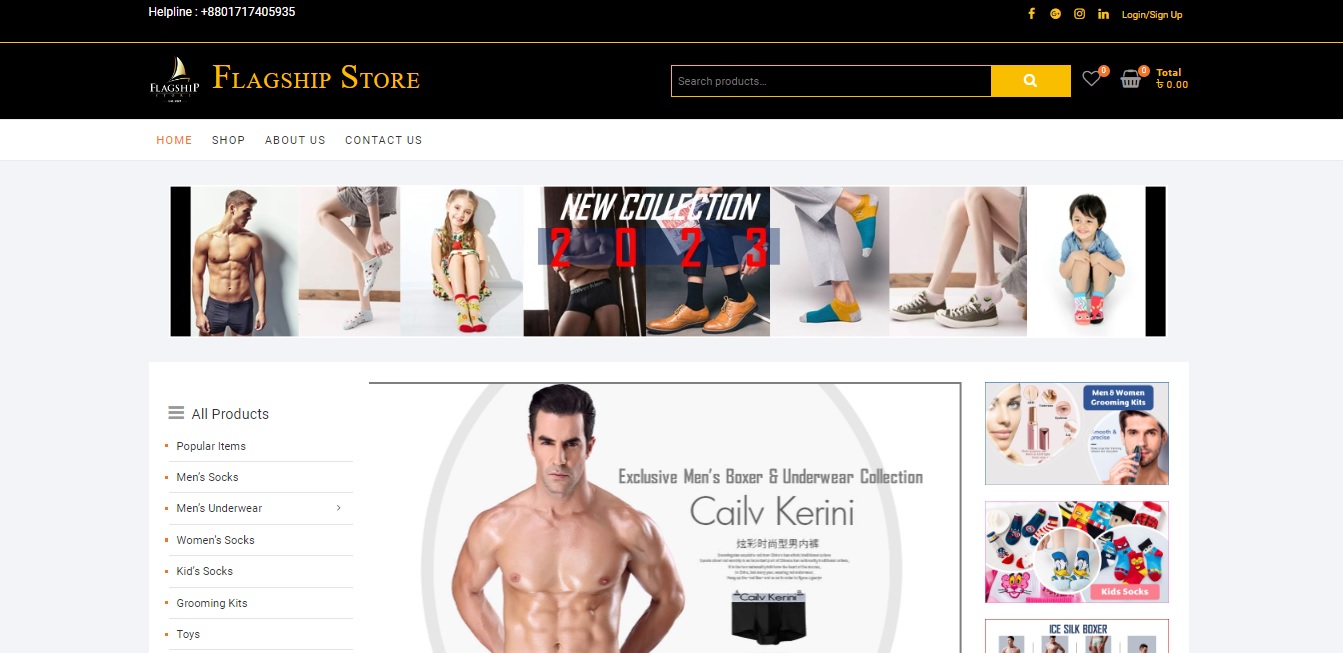 Helpline : +8801717405935
Login/Sign Up
FLAGSHIP
STORE
Flagship Store
Search products...
0
0
Total
৳ 0.00
HOME
SHOP
ABOUT US
CONTACT US
NEW COLLECTION
2023
All Products
Popular Items
Men's Socks
Men's Underwear
Women's Socks
Kid's Socks
Grooming Kits
Toys
Exclusive Men's Boxer & Underwear Collection
Cailv Kerini
炫彩时尚型男内裤
Cailv Kerini
Men & Women
Grooming Kits
Smooth &
precise
Kids Socks
ICE SILK BOXER